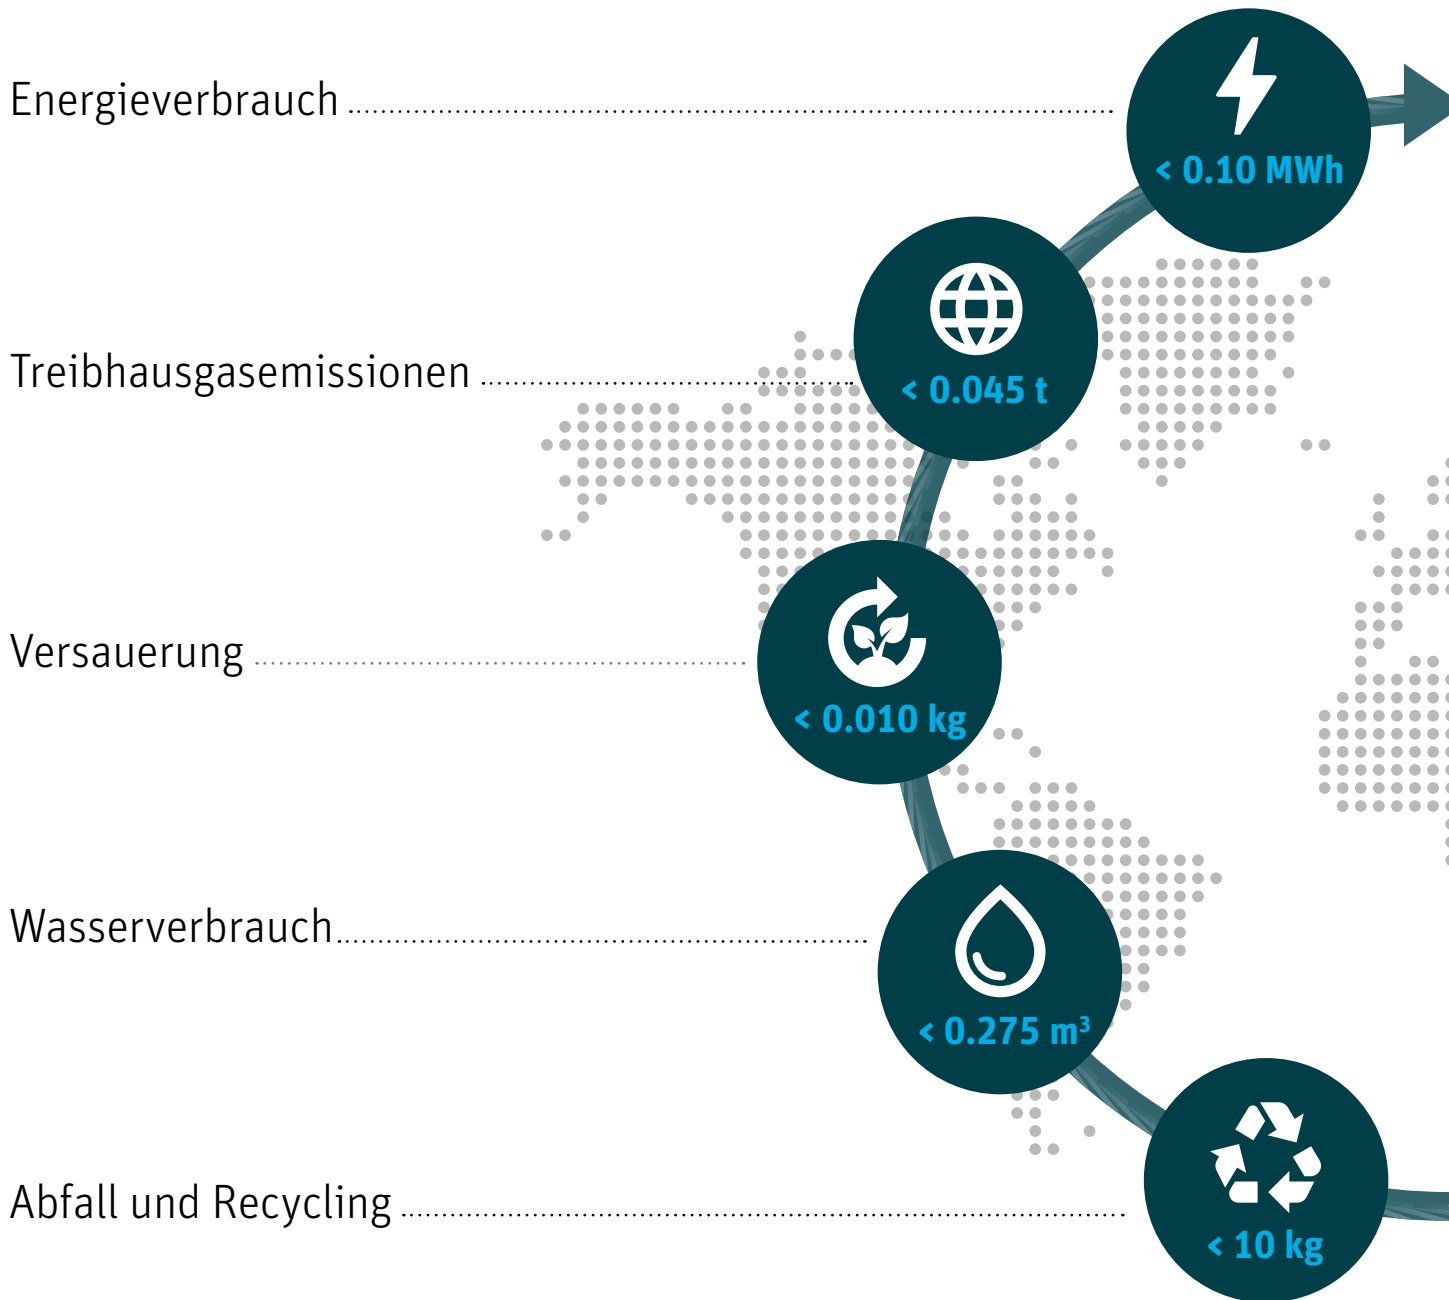 Energieverbrauch
< 0.10 MWh
Treibhausgasemissionen
< 0.045 t
Versauerung
< 0.010 kg
Wasserverbrauch
< 0.275 m³
Abfall und Recycling
< 10 kg